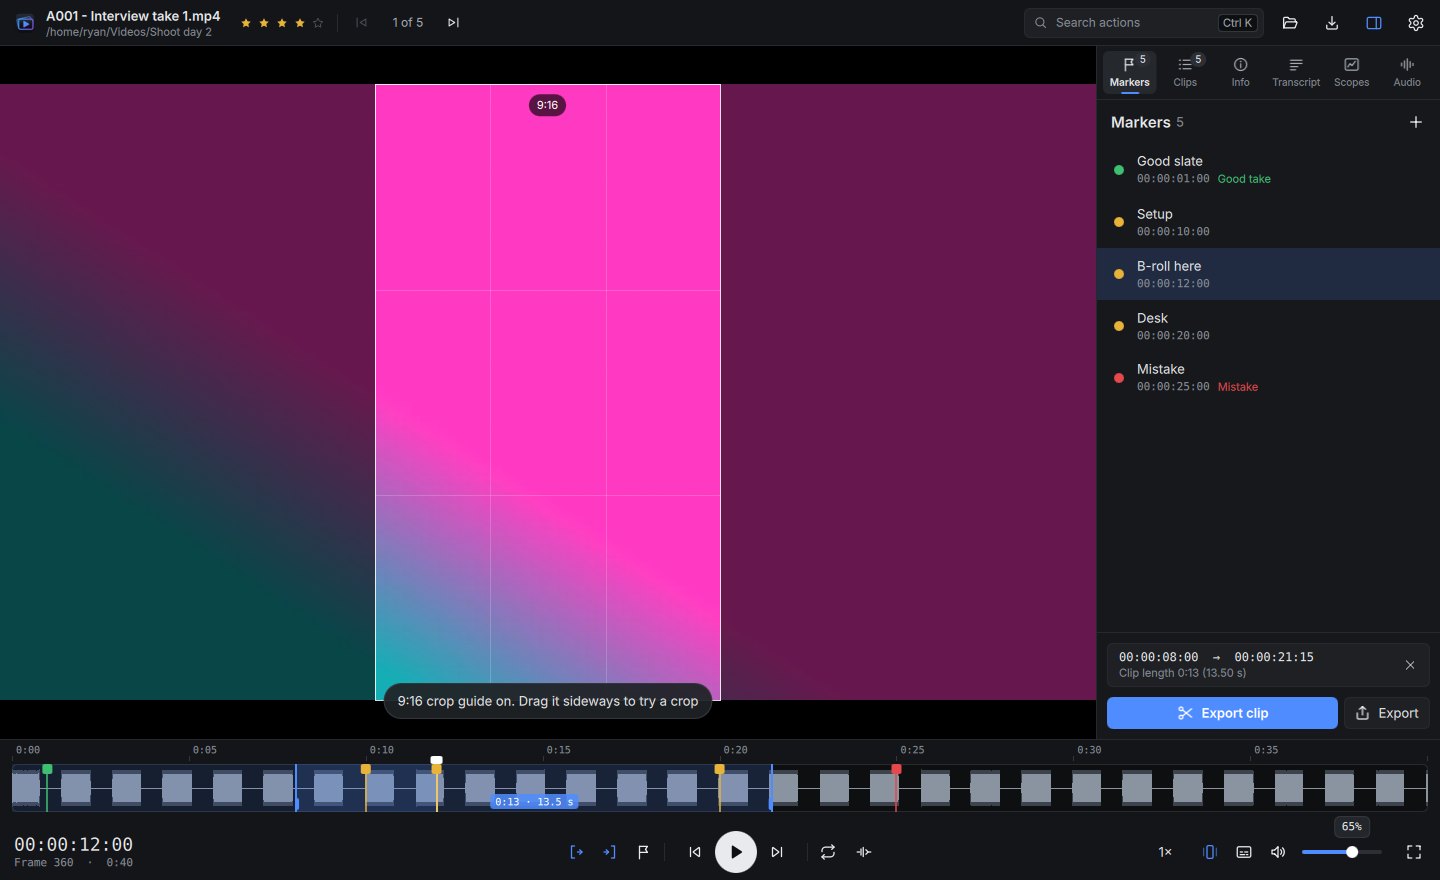 A001 - Interview take 1.mp4
/home/ryan/Videos/Shoot day 2
1 of 5
Search actions
Ctrl K
9:16
9:16 crop guide on. Drag it sideways to try a crop
5
Markers
5
Clips
Info
Transcript
Scopes
Audio
Markers 5
Good slate
00:00:01:00 Good take
Setup
00:00:10:00
B-roll here
00:00:12:00
Desk
00:00:20:00
Mistake
00:00:25:00 Mistake
00:00:08:00 → 00:00:21:15
Clip length 0:13 (13.50 s)
Export clip
Export
0:00 0:05 0:10 0:15 0:20 0:25 0:30 0:35
0:13 · 13.5 s
00:00:12:00
Frame 360 · 0:40
1×
65%